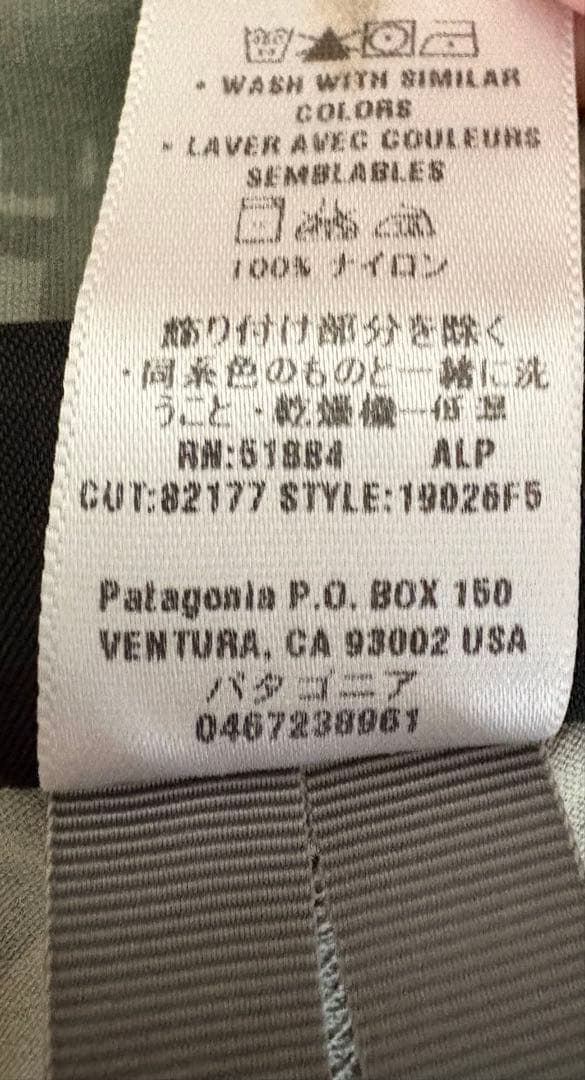 • WASH WITH SIMILAR
COLORS
• LAVER AVEC COULEURS
SEMBLABLES
100% ナイロン
飾り付け部分を除く
・同系色のものと一緒に洗
うこと・乾燥機—低温
RN:51884 ALP
CUT:82177 STYLE:19026F5
Patagonia P.O. BOX 150
VENTURA, CA 93002 USA
パタゴニア
0467238961